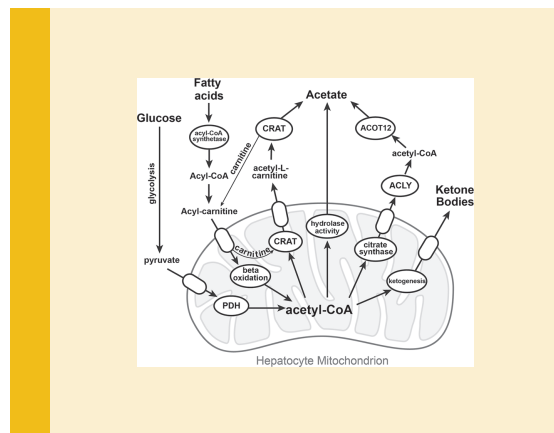 Fatty
acids
Acetate
Glucose
acyl-CoA
synthetase
CRAT
ACOT12
glycolysis
carnitine
acetyl-CoA
Acyl-CoA
acetyl-L-
carnitine
ACLY
Ketone
Bodies
Acyl-carnitine
hydrolase
activity
carnitine
CRAT
citrate
synthase
pyruvate
beta
oxidation
ketogenesis
PDH
acetyl-CoA
Hepatocyte Mitochondrion